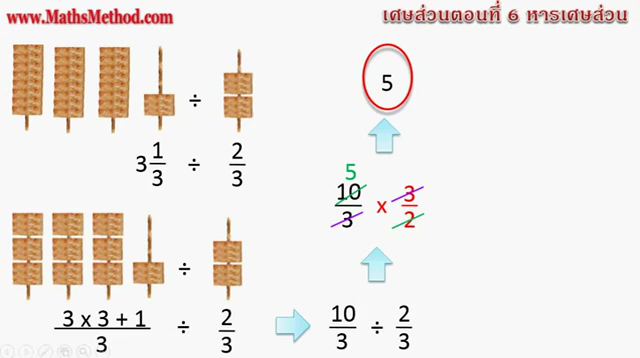 www.MathsMethod.com
เศษส่วนตอนที่ 6 หารเศษส่วน
÷
3 1/3 ÷ 2/3
÷
3 x 3 + 1 / 3 ÷ 2/3
10/3 ÷ 2/3
5
10/3 x 3/2
5